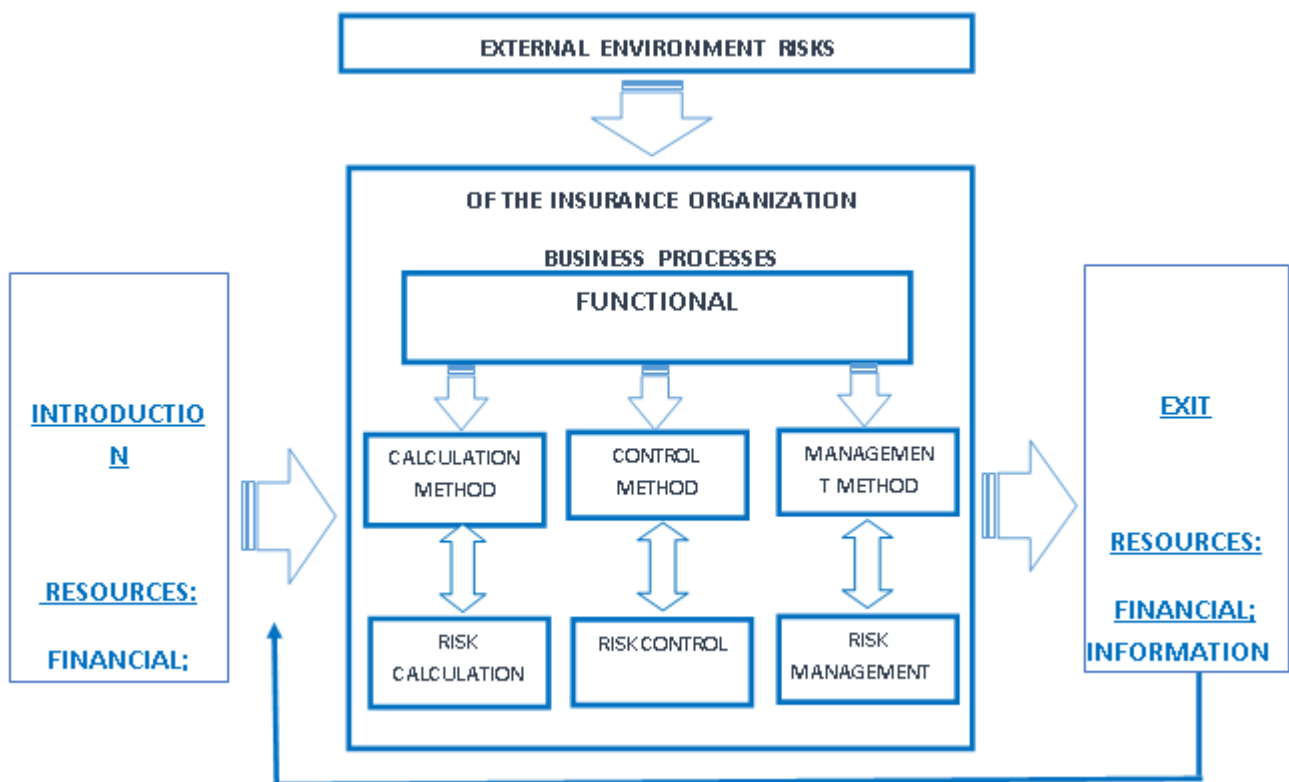 EXTERNAL ENVIRONMENT RISKS
OF THE INSURANCE ORGANIZATION
BUSINESS PROCESSES
FUNCTIONAL
INTRODUCTIO
N
RESOURCES:
FINANCIAL;
CALCULATION
METHOD
CONTROL
METHOD
MANAGEMEN
T METHOD
RISK
CALCULATION
RISK CONTROL
RISK
MANAGEMENT
EXIT
RESOURCES:
FINANCIAL;
INFORMATION